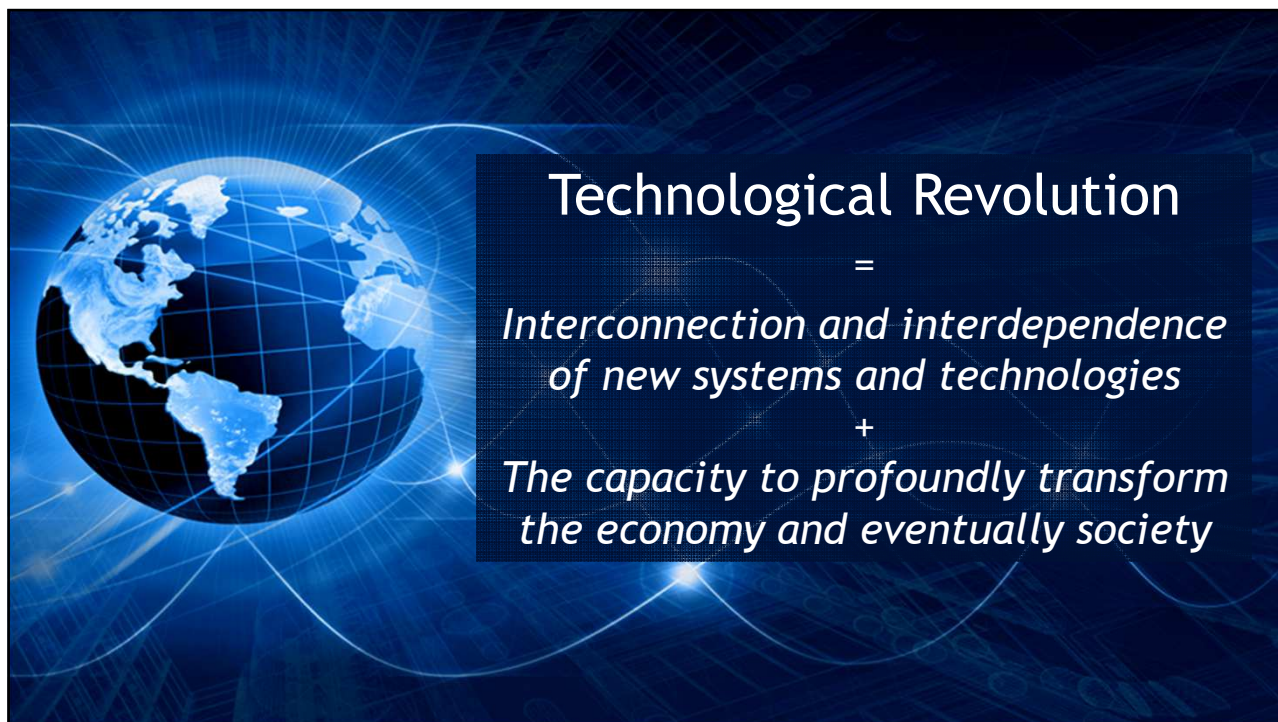 Technological Revolution
=
Interconnection and interdependence
of new systems and technologies
+
The capacity to profoundly transform
the economy and eventually society